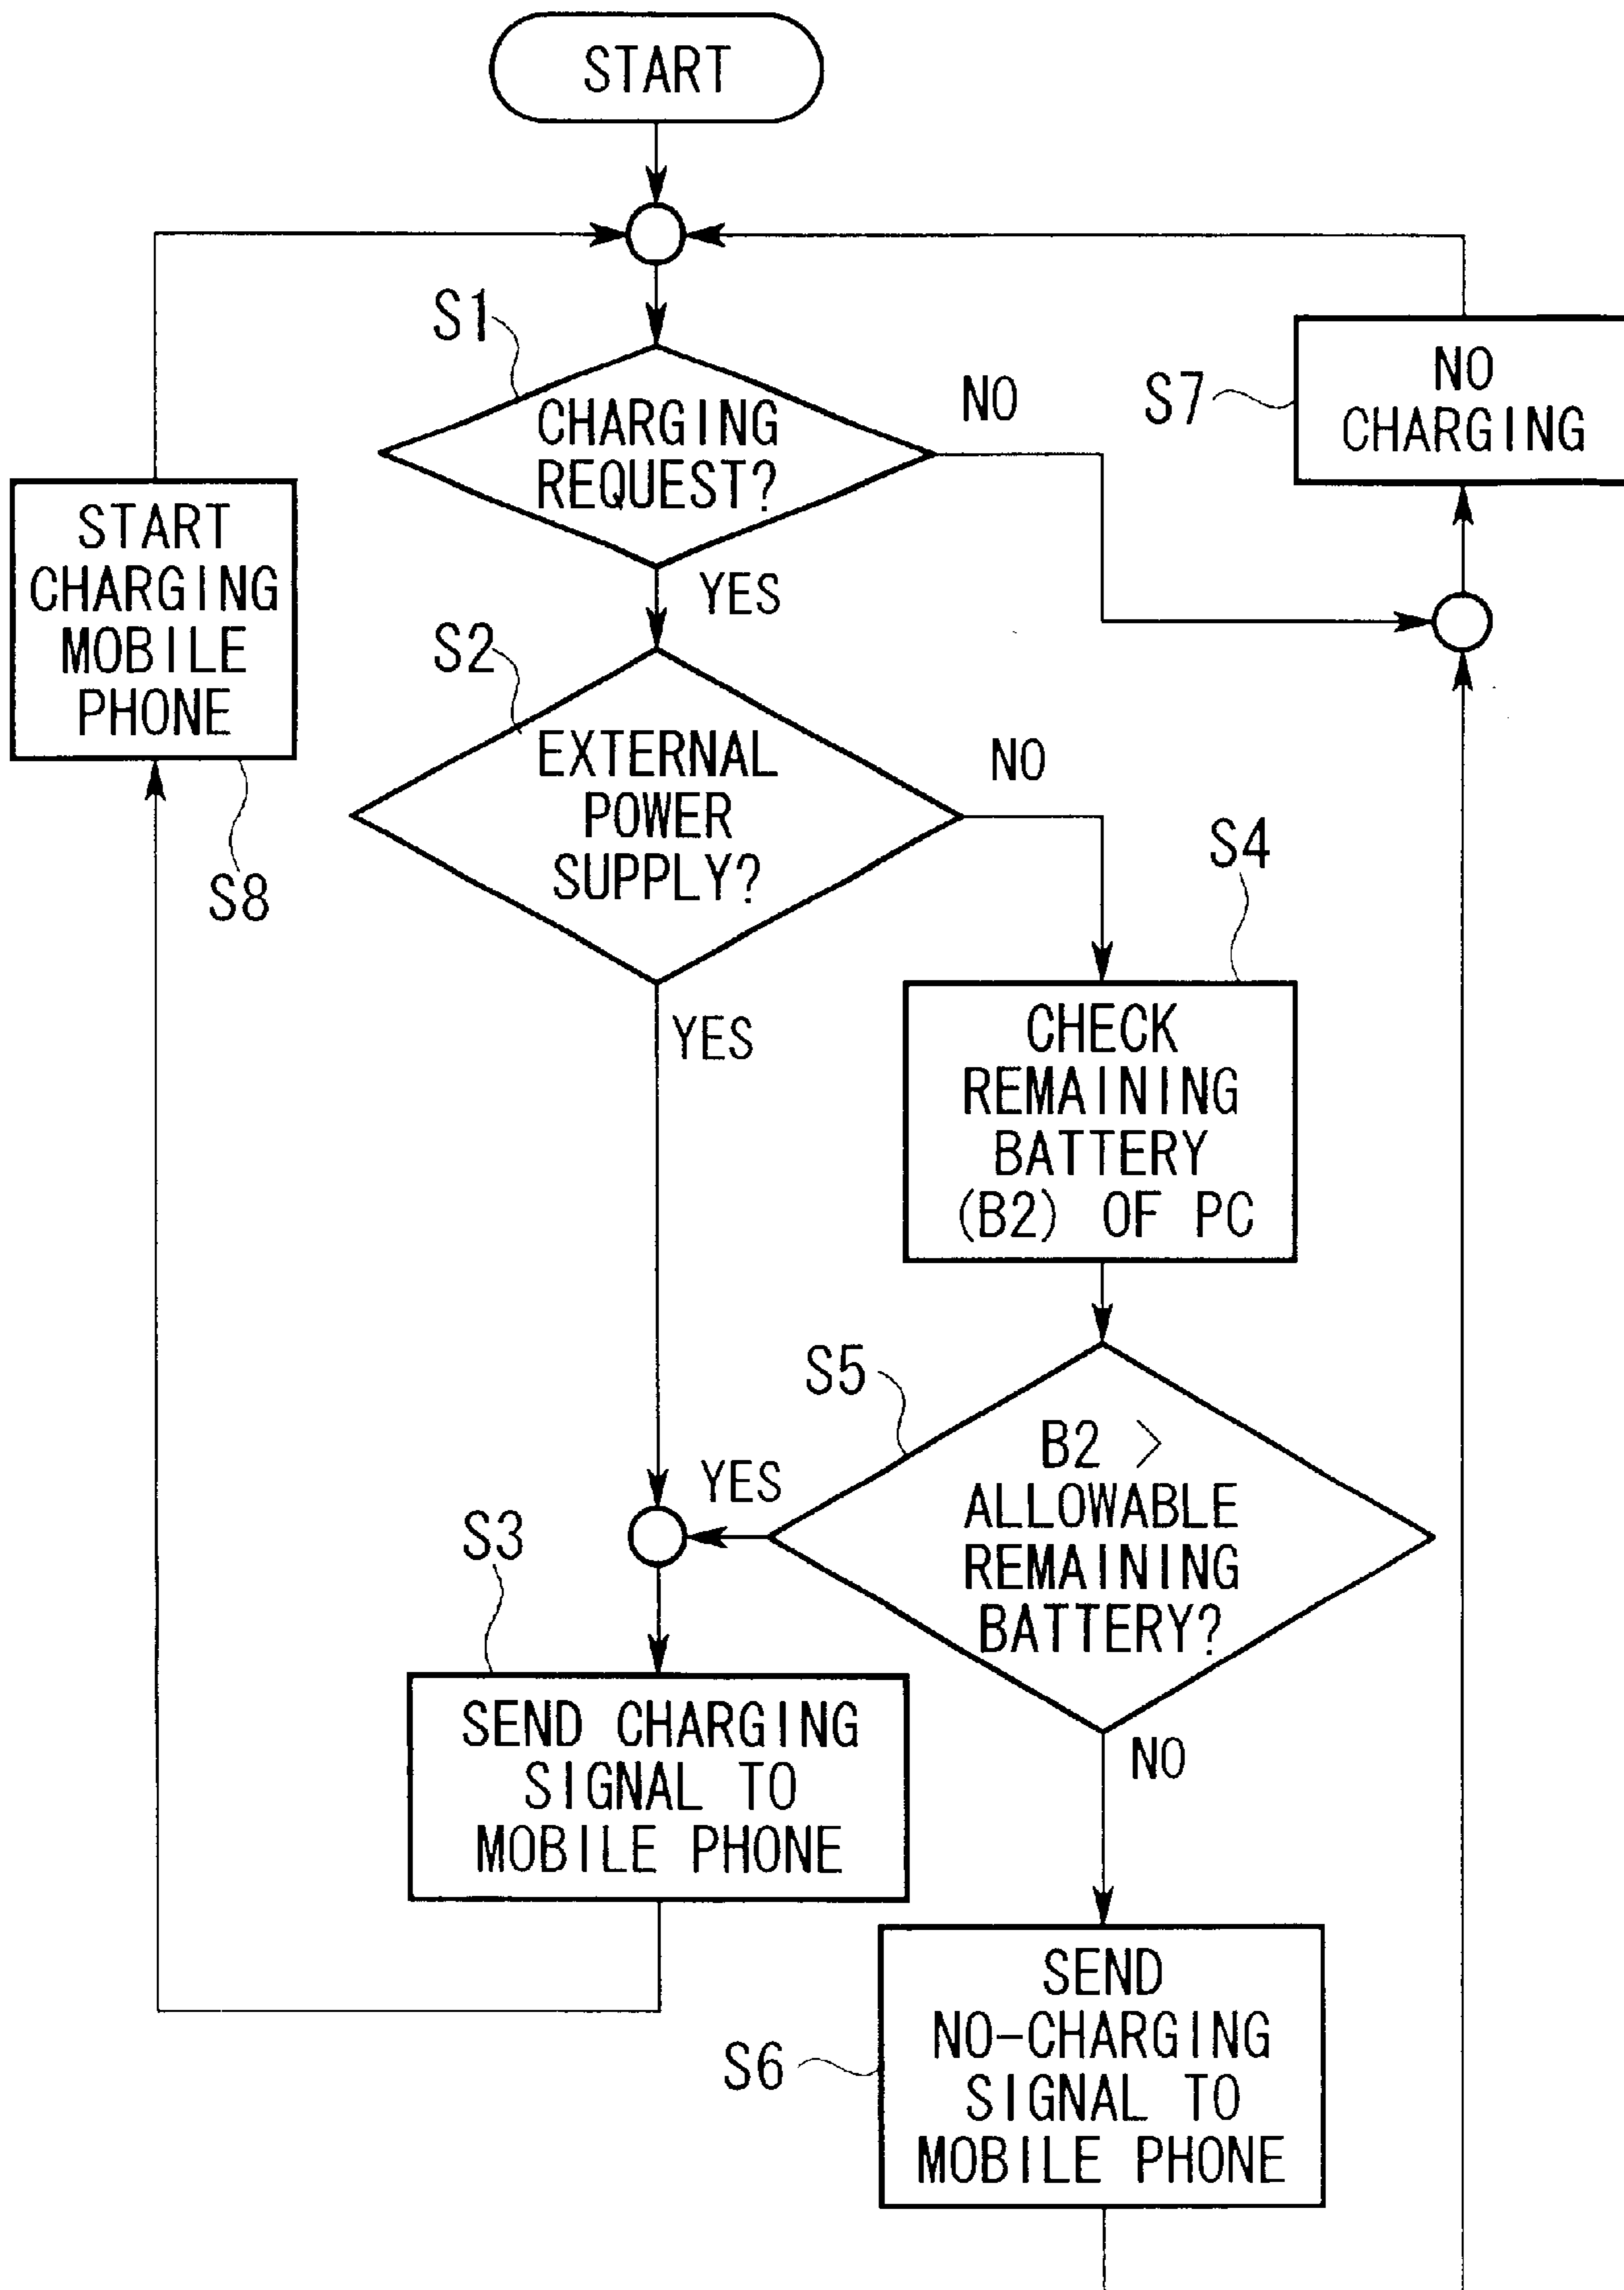 START
S1
CHARGING
REQUEST?
NO
YES
S7
NO
CHARGING
START
CHARGING
MOBILE
PHONE
S8
S2
EXTERNAL
POWER
SUPPLY?
NO
YES
S4
CHECK
REMAINING
BATTERY
(B2) OF PC
S5
B2 >
ALLOWABLE
REMAINING
BATTERY?
YES
NO
S3
SEND CHARGING
SIGNAL TO
MOBILE PHONE
S6
SEND
NO-CHARGING
SIGNAL TO
MOBILE PHONE